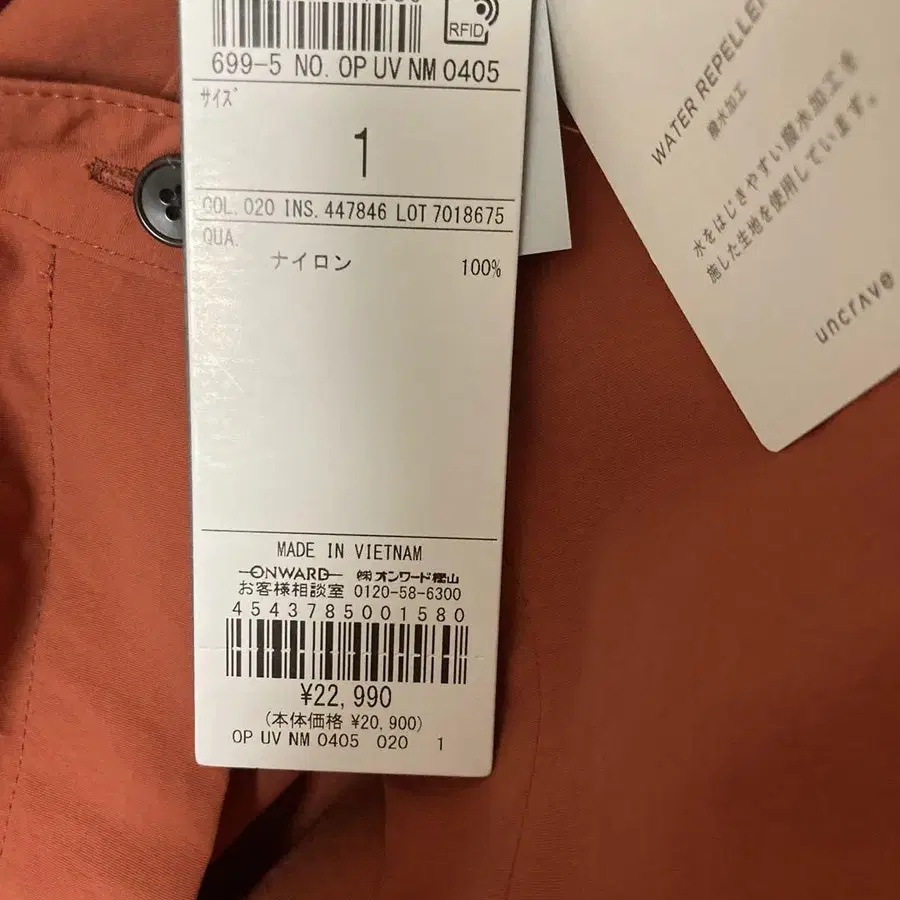 RFID
699-5 NO. OP UV NM 0405
サイズ
1
COL. 020 INS. 447846 LOT 7018675
QUA.
ナイロン 100%
MADE IN VIETNAM
ONWARD ㈱オンワード樫山
お客様相談室 0120-58-6300
4543785001580
¥22,990
(本体価格 ¥20,900)
OP UV NM 0405 020 1
WATER REPELLEN
撥水加工
水をはじきやすい撥水加工を
施した生地を使用しています。
uncrave